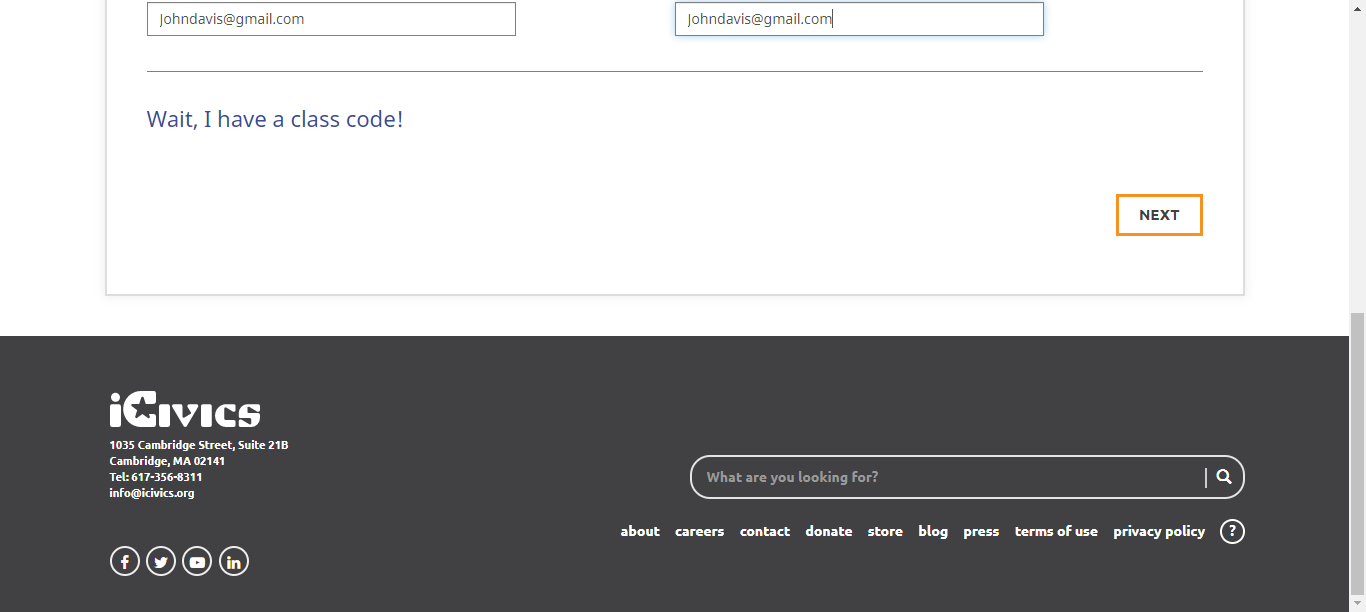 Johndavis@gmail.com Johndavis@gmail.com
Wait, I have a class code!
NEXT
iCivics
1035 Cambridge Street, Suite 21B
Cambridge, MA 02141
Tel: 617-356-8311
info@icivics.org
What are you looking for?
about careers contact donate store blog press terms of use privacy policy ?